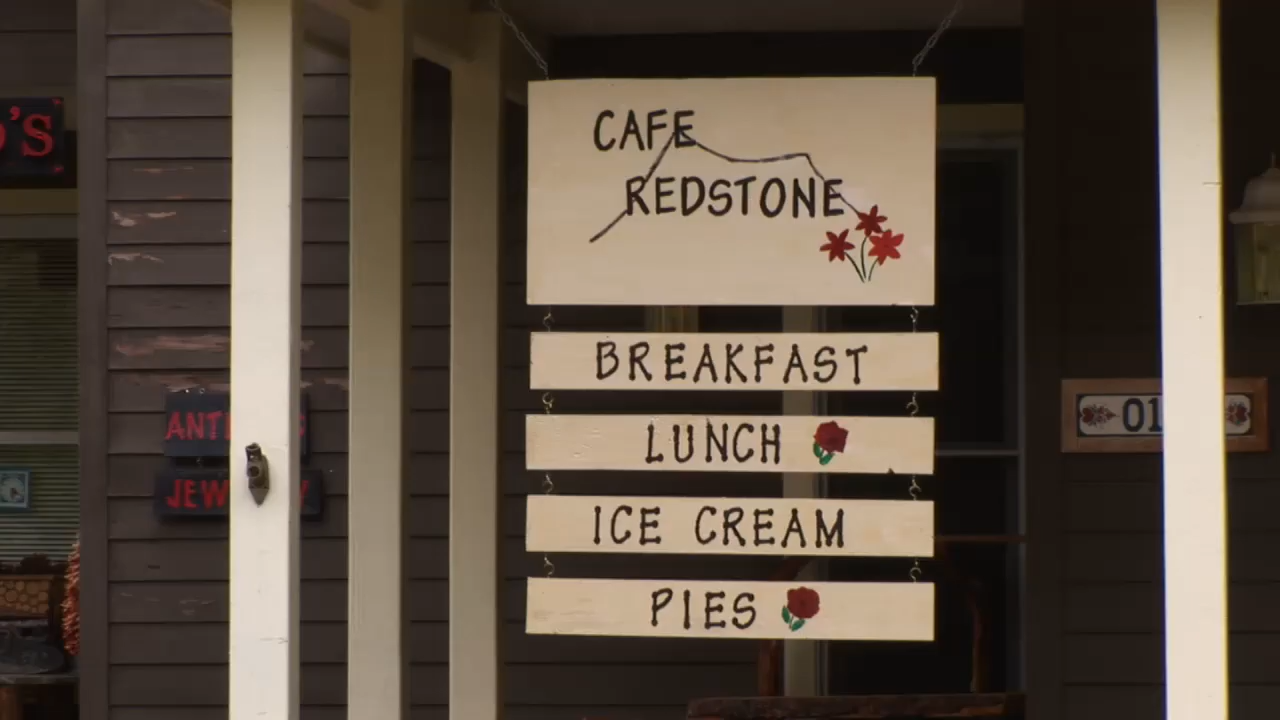 CAFE
REDSTONE
BREAKFAST
LUNCH
ICE CREAM
PIES